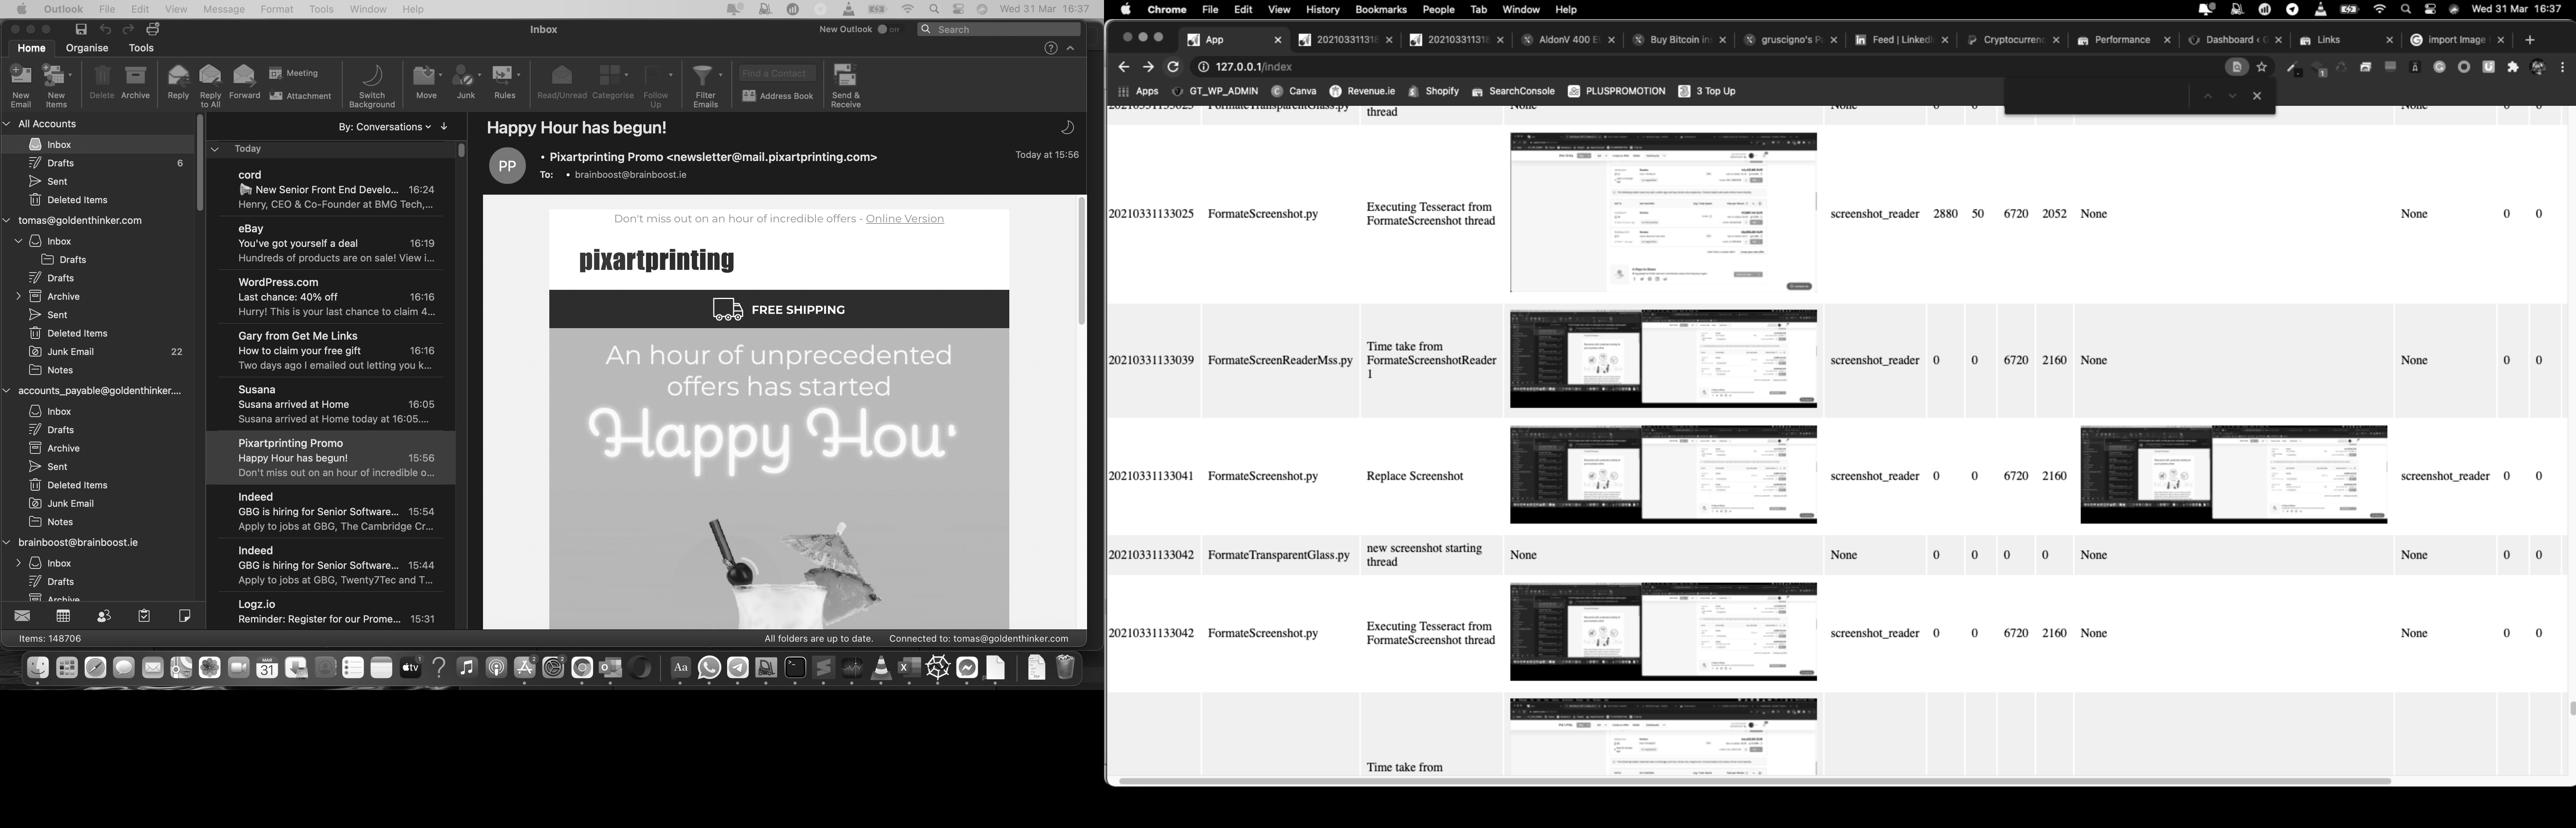 Outlook File Edit View Message Format Tools Window Help Wed 31 Mar 16:37
Inbox New Outlook Off Search
Home Organise Tools
New Email New Items Delete Archive Reply Reply to All Forward Meeting Attachment Switch Background Move Junk Rules Read/Unread Categorise Follow Up Filter Emails Find a Contact Address Book Send & Receive
All Accounts
Inbox
Drafts 6
Sent
Deleted Items
tomas@goldenthinker.com
Inbox
Drafts
Drafts
Archive
Sent
Deleted Items
Junk Email 22
Notes
accounts_payable@goldenthinker....
Inbox
Drafts
Archive
Sent
Deleted Items
Junk Email
Notes
brainboost@brainboost.ie
Inbox
Drafts
Archive
Items: 148706
By: Conversations
Today
cord
New Senior Front End Develo... 16:24
Henry, CEO & Co-Founder at BMG Tech,...
eBay
You've got yourself a deal 16:19
Hundreds of products are on sale! View i...
WordPress.com
Last chance: 40% off 16:16
Hurry! This is your last chance to claim 4...
Gary from Get Me Links
How to claim your free gift 16:16
Two days ago I emailed out letting you k...
Susana
Susana arrived at Home 16:05
Susana arrived at Home today at 16:05....
Pixartprinting Promo
Happy Hour has begun! 15:56
Don't miss out on an hour of incredible o...
Indeed
GBG is hiring for Senior Software... 15:54
Apply to jobs at GBG, The Cambridge Cr...
Indeed
GBG is hiring for Senior Software... 15:44
Apply to jobs at GBG, Twenty7Tec and T...
Logz.io
Reminder: Register for our Prome... 15:31
Happy Hour has begun!
PP
Pixartprinting Promo <newsletter@mail.pixartprinting.com> Today at 15:56
To: brainboost@brainboost.ie
Don't miss out on an hour of incredible offers - Online Version
pixartprinting
FREE SHIPPING
An hour of unprecedented
offers has started
Happy Hou
All folders are up to date. Connected to: tomas@goldenthinker.com
Chrome File Edit View History Bookmarks People Tab Window Help Wed 31 Mar 16:37
App 202103311318 202103311318 AldonV 400 E Buy Bitcoin in gruscigno's P Feed | LinkedI Cryptocurren Performance Dashboard ‹ G Links import Image
127.0.0.1/index
Apps GT_WP_ADMIN Canva Revenue.ie Shopify SearchConsole PLUSPROMOTION 3 Top Up
thread
20210331133025 FormateScreenshot.py Executing Tesseract from FormateScreenshot thread screenshot_reader 2880 50 6720 2052 None None 0 0
20210331133039 FormateScreenReaderMss.py Time take from FormateScreenshotReader 1 screenshot_reader 0 0 6720 2160 None None 0 0
20210331133041 FormateScreenshot.py Replace Screenshot screenshot_reader 0 0 6720 2160 screenshot_reader 0 0
20210331133042 FormateTransparentGlass.py new screenshot starting thread None None 0 0 0 0 None None 0 0
20210331133042 FormateScreenshot.py Executing Tesseract from FormateScreenshot thread screenshot_reader 0 0 6720 2160 None None 0 0
Time take from